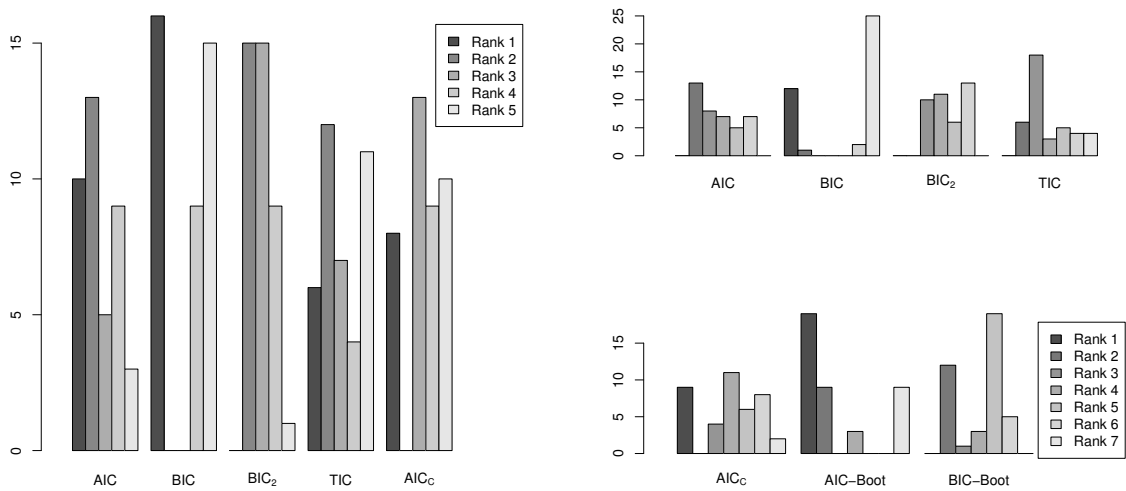 0
5
10
15
AIC
BIC
BIC₂
TIC
AIC_C
Rank 1
Rank 2
Rank 3
Rank 4
Rank 5
0
5
10
15
20
25
AIC
BIC
BIC₂
TIC
0
5
10
15
AIC_C
AIC−Boot
BIC−Boot
Rank 1
Rank 2
Rank 3
Rank 4
Rank 5
Rank 6
Rank 7